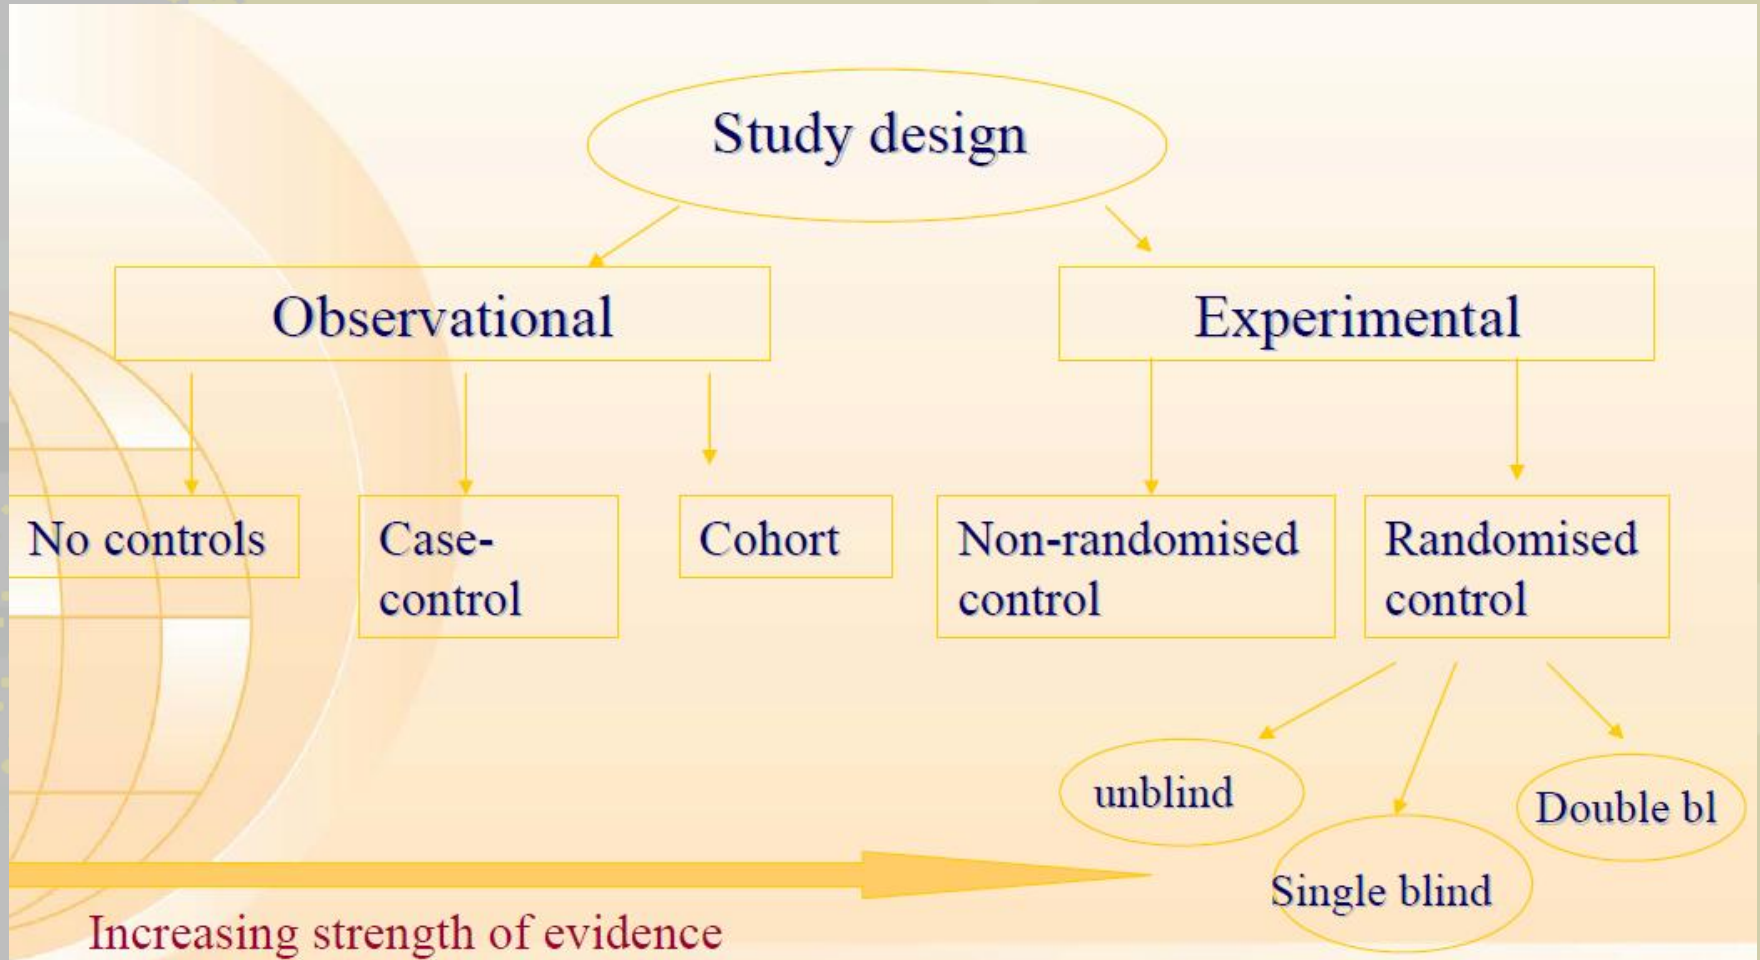 Study design
Observational
Experimental
No controls
Case-
control
Cohort
Non-randomised
control
Randomised
control
unblind
Single blind
Double bl
Increasing strength of evidence